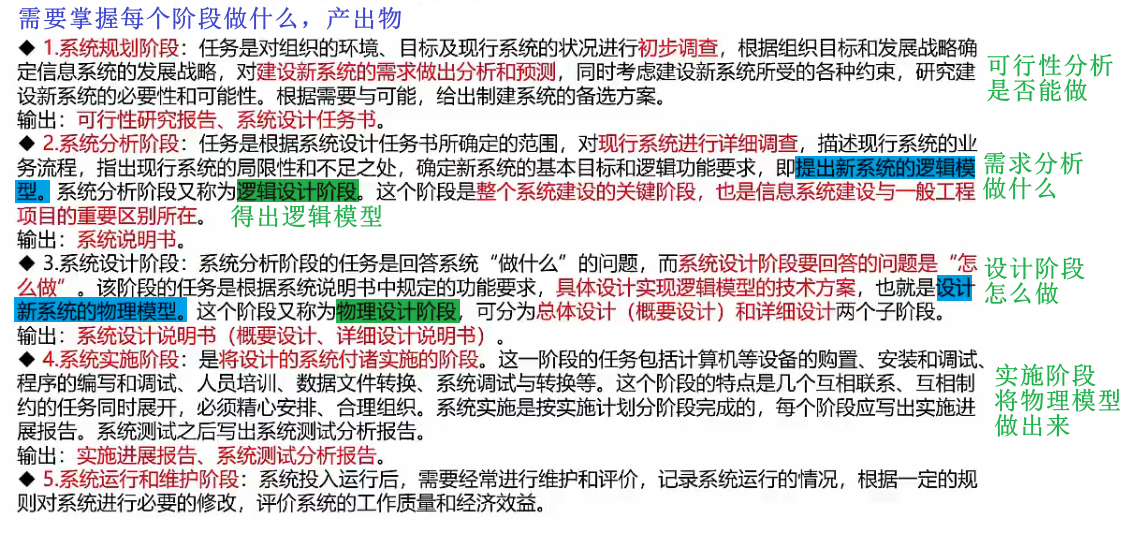 需要掌握每个阶段做什么，产出物
◆ 1.系统规划阶段：任务是对组织的环境、目标及现行系统的状况进行初步调查，根据组织目标和发展战略确
定信息系统的发展战略，对建设新系统的需求做出分析和预测，同时考虑建设新系统所受的各种约束，研究建
设新系统的必要性和可能性。根据需要与可能，给出制建系统的备选方案。
可行性分析
是否能做
输出：可行性研究报告、系统设计任务书。
◆ 2.系统分析阶段：任务是根据系统设计任务书所确定的范围，对现行系统进行详细调查，描述现行系统的业
务流程，指出现行系统的局限性和不足之处，确定新系统的基本目标和逻辑功能要求，即提出新系统的逻辑模
型。系统分析阶段又称为逻辑设计阶段。这个阶段是整个系统建设的关键阶段，也是信息系统建设与一般工程
项目的重要区别所在。 得出逻辑模型
需求分析
做什么
输出：系统说明书。
◆ 3.系统设计阶段：系统分析阶段的任务是回答系统“做什么”的问题，而系统设计阶段要回答的问题是“怎
么做”。该阶段的任务是根据系统说明书中规定的功能要求，具体设计实现逻辑模型的技术方案，也就是设计
新系统的物理模型。这个阶段又称为物理设计阶段，可分为总体设计（概要设计）和详细设计两个子阶段。
设计阶段
怎么做
输出：系统设计说明书（概要设计、详细设计说明书）。
◆ 4.系统实施阶段：是将设计的系统付诸实施的阶段。这一阶段的任务包括计算机等设备的购置、安装和调试、
程序的编写和调试、人员培训、数据文件转换、系统调试与转换等。这个阶段的特点是几个互相联系、互相制
约的任务同时展开，必须精心安排、合理组织。系统实施是按实施计划分阶段完成的，每个阶段应写出实施进
展报告。系统测试之后写出系统测试分析报告。
实施阶段
将物理模型
做出来
输出：实施进展报告、系统测试分析报告。
◆ 5.系统运行和维护阶段：系统投入运行后，需要经常进行维护和评价，记录系统运行的情况，根据一定的规
则对系统进行必要的修改，评价系统的工作质量和经济效益。